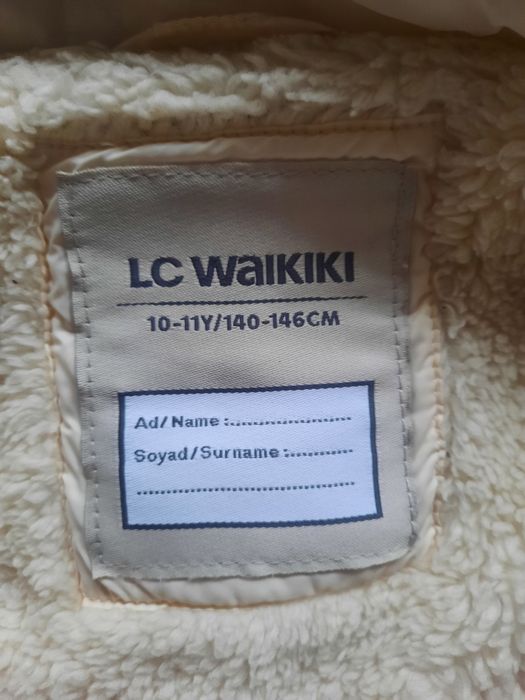 LC WAIKIKI
10-11Y/140-146CM
Ad/Name:....................
Soyad/Surname:...........
....................................